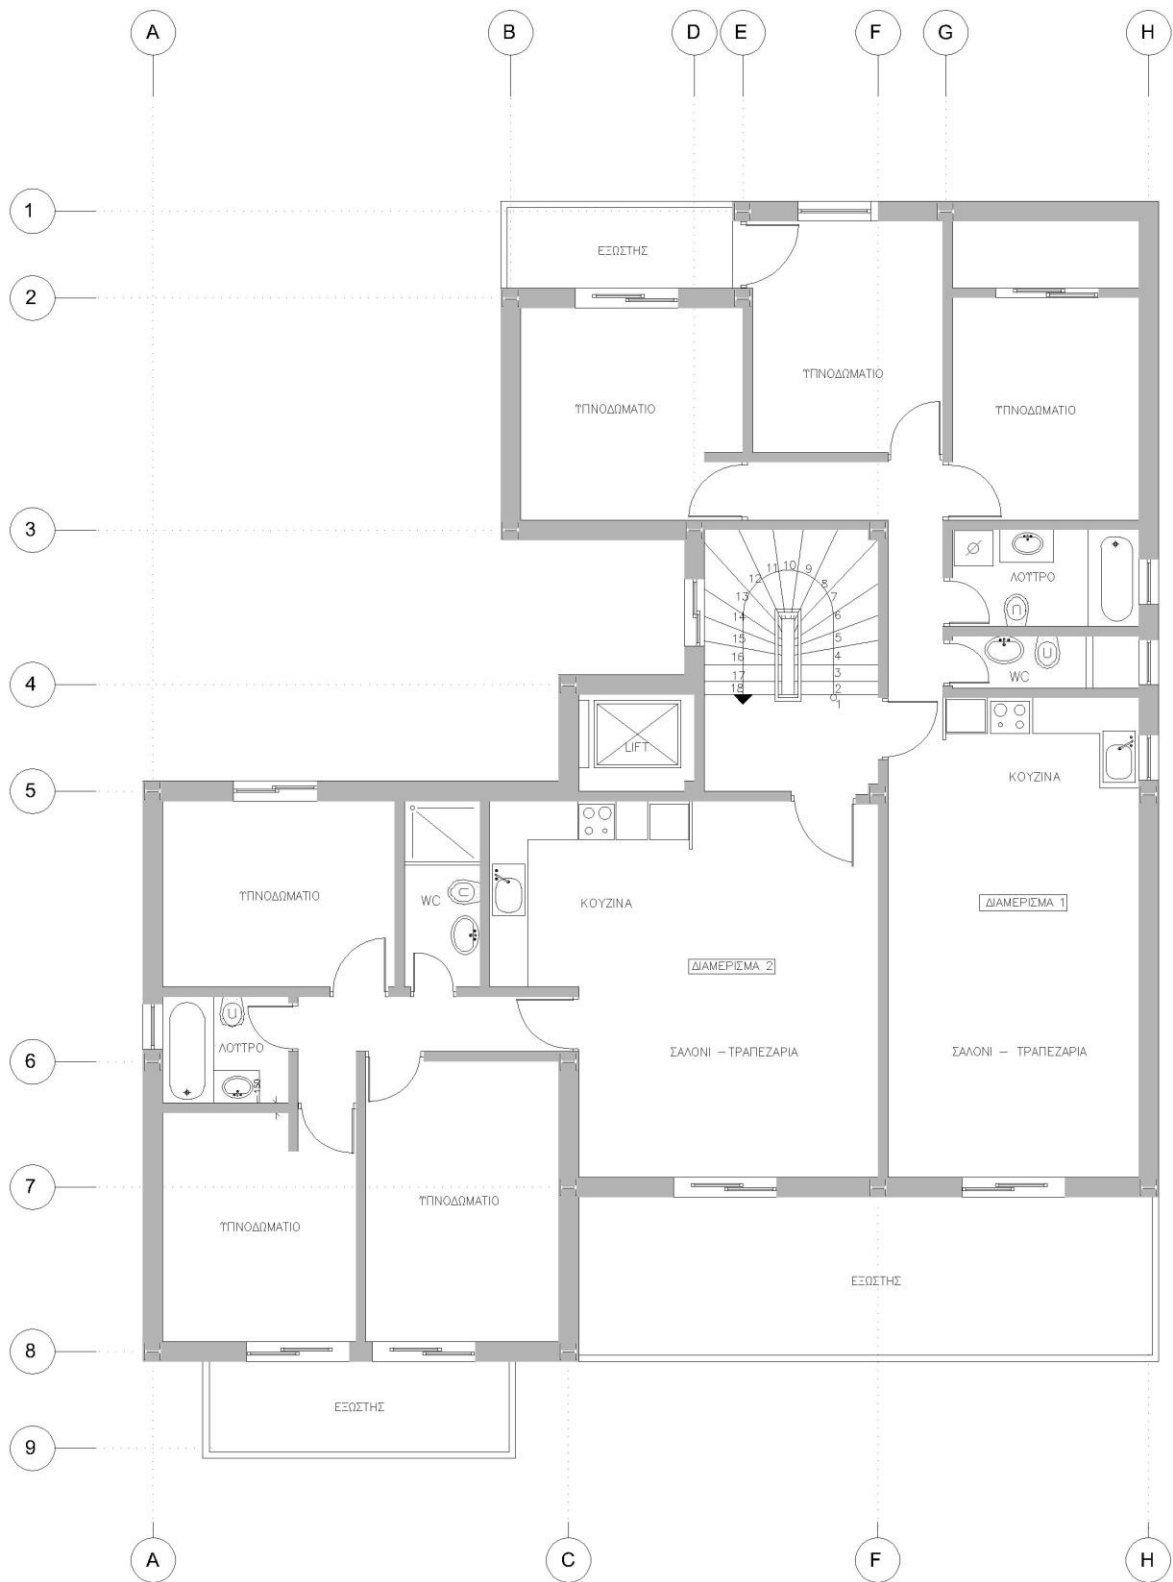 A B D E F G H
1
ΕΞΩΣΤΗΣ
2
ΥΠΝΟΔΩΜΑΤΙΟ
ΥΠΝΟΔΩΜΑΤΙΟ
ΥΠΝΟΔΩΜΑΤΙΟ
3
11 10 9
12 8
13 7
14 6
15 5
16 4
17 3
18 2
1
ΛΟΥΤΡΟ
WC
4
LIFT
ΚΟΥΖΙΝΑ
5
ΥΠΝΟΔΩΜΑΤΙΟ
WC
ΚΟΥΖΙΝΑ
ΔΙΑΜΕΡΙΣΜΑ 1
ΔΙΑΜΕΡΙΣΜΑ 2
6
ΛΟΥΤΡΟ
150
ΣΑΛΟΝΙ – ΤΡΑΠΕΖΑΡΙΑ
ΣΑΛΟΝΙ – ΤΡΑΠΕΖΑΡΙΑ
7
ΥΠΝΟΔΩΜΑΤΙΟ
ΥΠΝΟΔΩΜΑΤΙΟ
ΕΞΩΣΤΗΣ
8
ΕΞΩΣΤΗΣ
9
A C F H